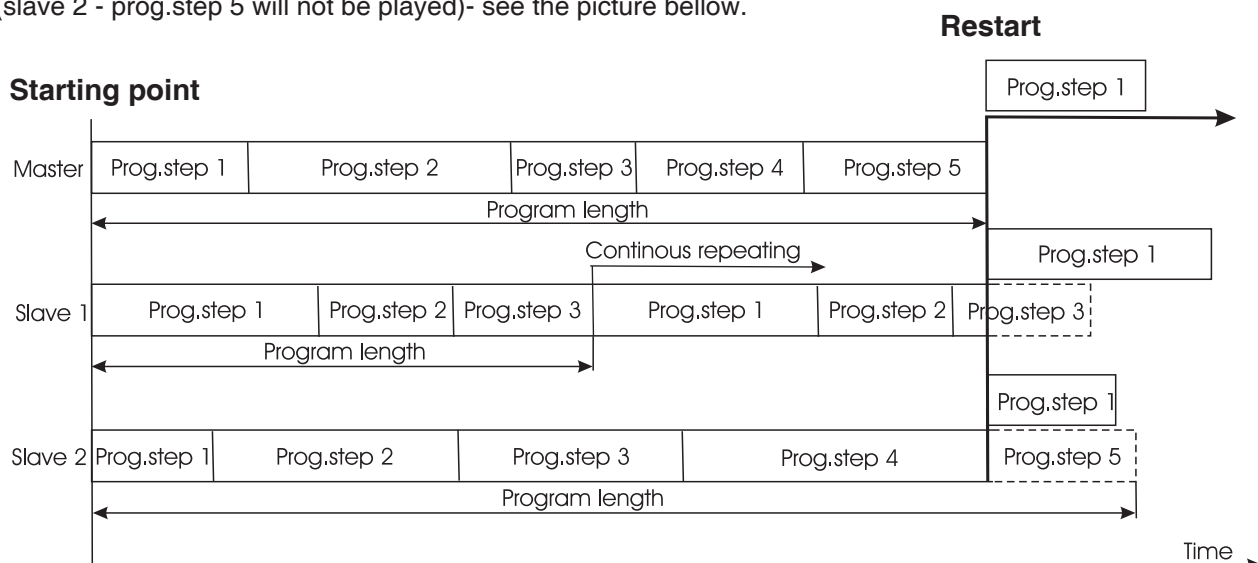 (slave 2 - prog.step 5 will not be played)- see the picture bellow.
Restart
Starting point
Prog.step 1
Master Prog.step 1 Prog.step 2 Prog.step 3 Prog.step 4 Prog.step 5
Program length
Continous repeating
Prog.step 1
Slave 1 Prog.step 1 Prog.step 2 Prog.step 3 Prog.step 1 Prog.step 2 Prog.step 3
Program length
Prog.step 1
Slave 2 Prog.step 1 Prog.step 2 Prog.step 3 Prog.step 4 Prog.step 5
Program length
Time